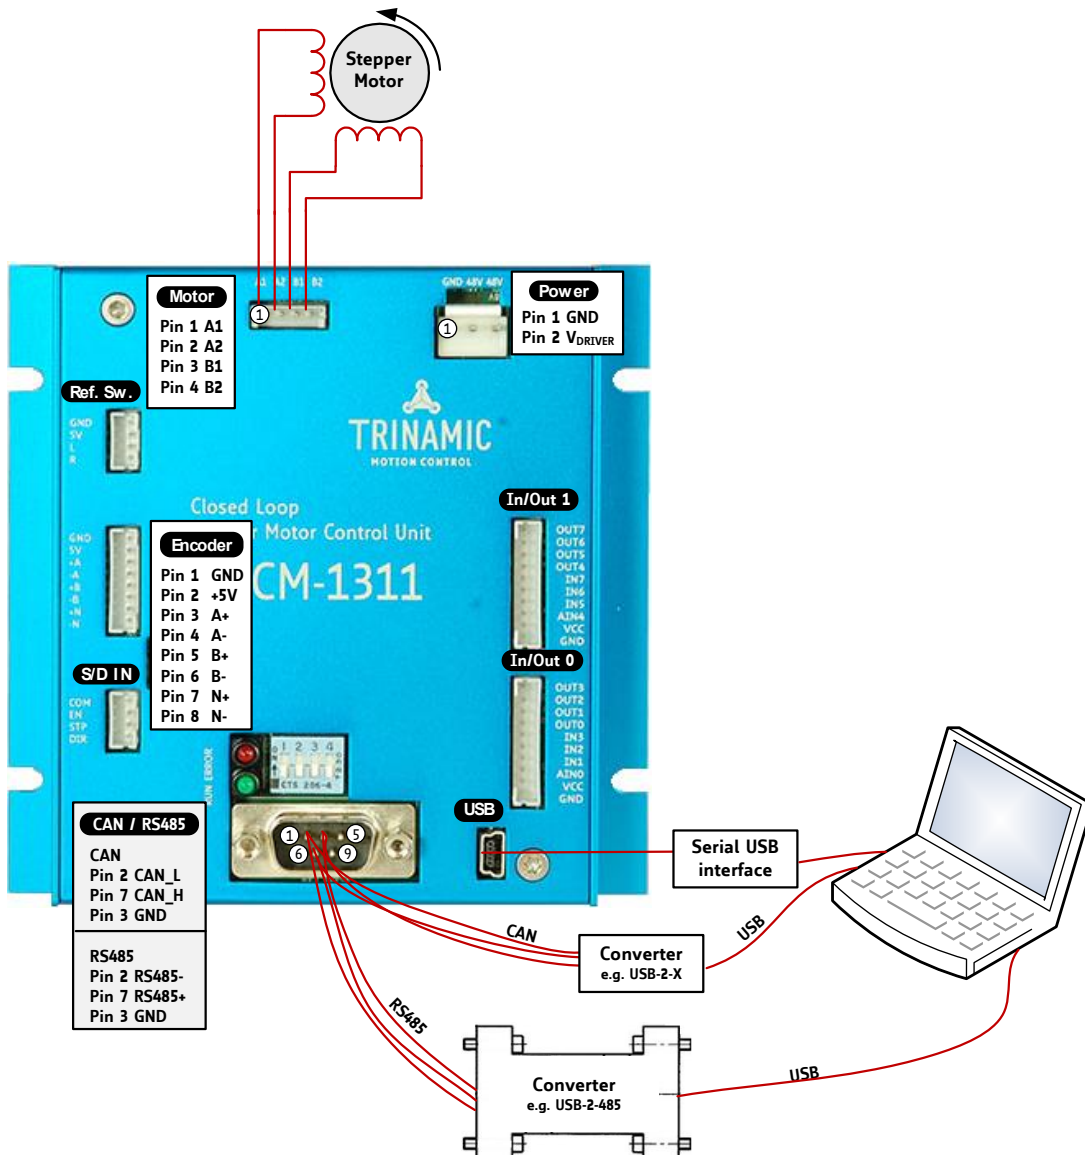 Stepper
Motor
A1 A2 B1 B2
GND 48V 48V
Motor
Pin 1 A1
Pin 2 A2
Pin 3 B1
Pin 4 B2
1
1
Power
Pin 1 GND
Pin 2 VDRIVER
Ref. Sw.
GND
5V
L
R
TRINAMIC
MOTION CONTROL
Closed Loop
Motor Control Unit
CM-1311
GND
5V
+A
-A
+B
-B
+N
-N
Encoder
Pin 1 GND
Pin 2 +5V
Pin 3 A+
Pin 4 A-
Pin 5 B+
Pin 6 B-
Pin 7 N+
Pin 8 N-
In/Out 1
OUT7
OUT6
OUT5
OUT4
IN7
IN6
IN5
AIN4
VCC
GND
In/Out 0
OUT3
OUT2
OUT1
OUT0
IN3
IN2
IN1
AIN0
VCC
GND
S/D IN
COM
EN
STP
DIR
RUN ERROR
1 2 3 4
CTS 206-4
1
5
6
9
USB
CAN / RS485
CAN
Pin 2 CAN_L
Pin 7 CAN_H
Pin 3 GND
RS485
Pin 2 RS485-
Pin 7 RS485+
Pin 3 GND
Serial USB
interface
CAN
Converter
e.g. USB-2-X
USB
RS485
Converter
e.g. USB-2-485
USB